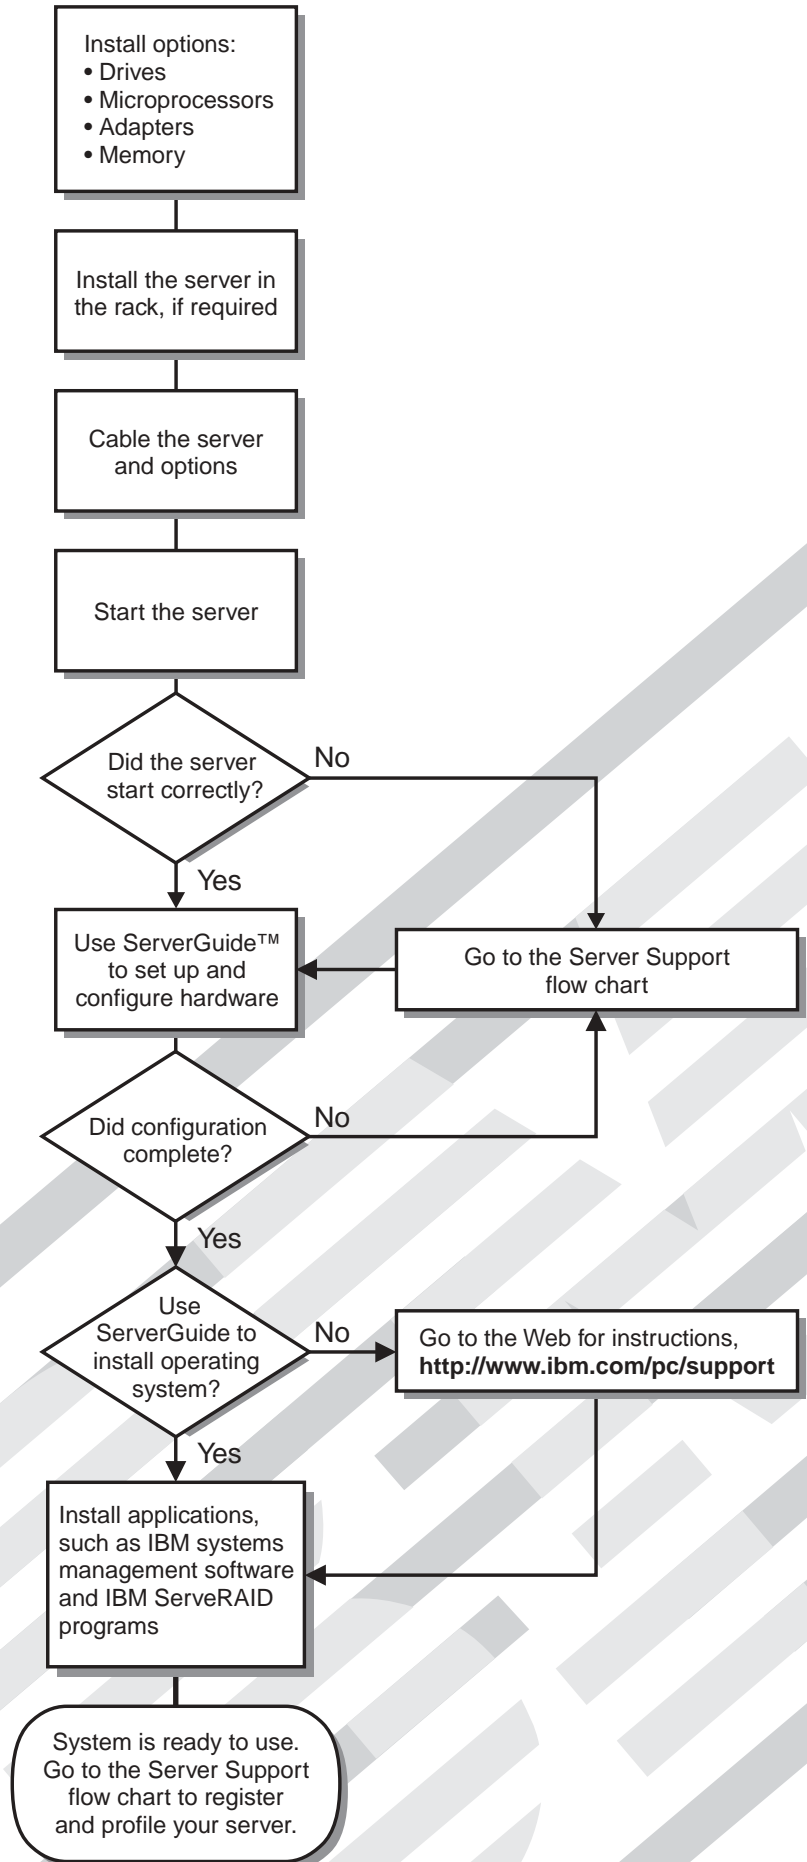 Install options:
• Drives
• Microprocessors
• Adapters
• Memory
Install the server in
the rack, if required
Cable the server
and options
Start the server
Did the server
start correctly?
No
Yes
Use ServerGuide™
to set up and
configure hardware
Go to the Server Support
flow chart
Did configuration
complete?
No
Yes
Use
ServerGuide to
install operating
system?
No
Go to the Web for instructions,
http://www.ibm.com/pc/support
Yes
Install applications,
such as IBM systems
management software
and IBM ServeRAID
programs
System is ready to use.
Go to the Server Support
flow chart to register
and profile your server.